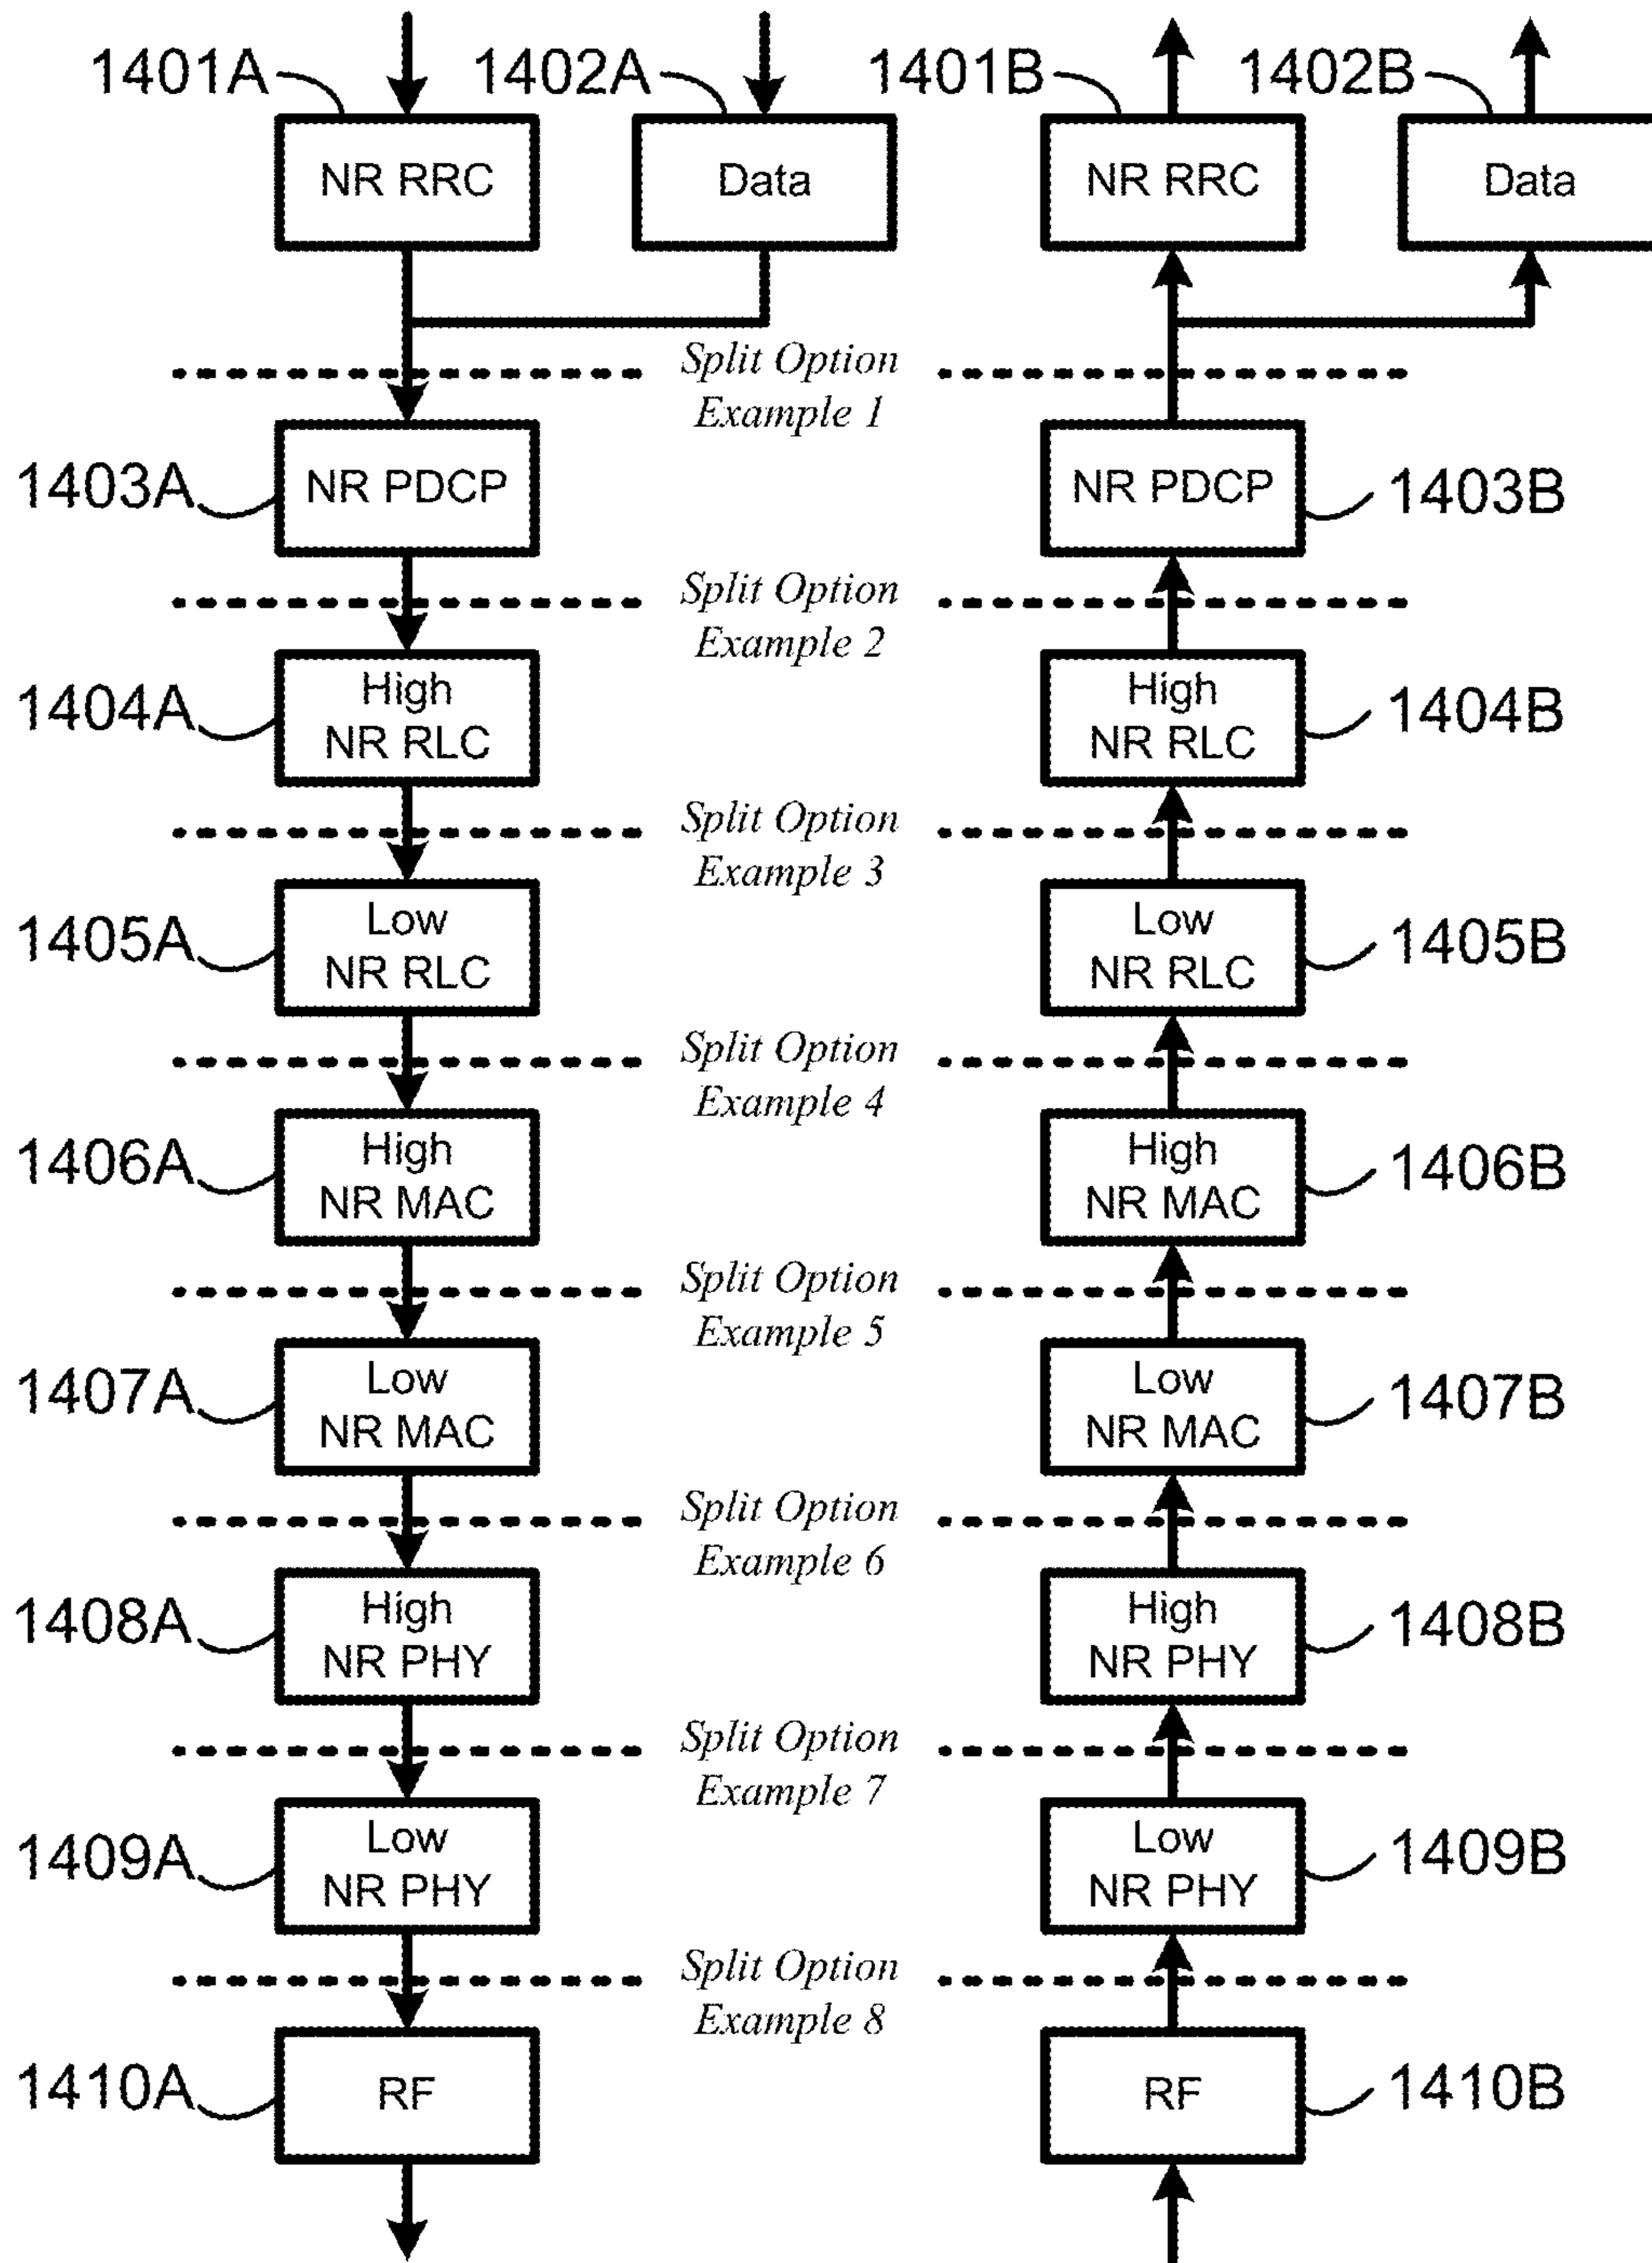 1401A 1402A 1401B 1402B
NR RRC Data NR RRC Data
Split Option
Example 1
1403A NR PDCP NR PDCP 1403B
Split Option
Example 2
1404A High
NR RLC
High
NR RLC 1404B
Split Option
Example 3
1405A Low
NR RLC
Low
NR RLC 1405B
Split Option
Example 4
1406A High
NR MAC
High
NR MAC 1406B
Split Option
Example 5
1407A Low
NR MAC
Low
NR MAC 1407B
Split Option
Example 6
1408A High
NR PHY
High
NR PHY 1408B
Split Option
Example 7
1409A Low
NR PHY
Low
NR PHY 1409B
Split Option
Example 8
1410A RF RF 1410B